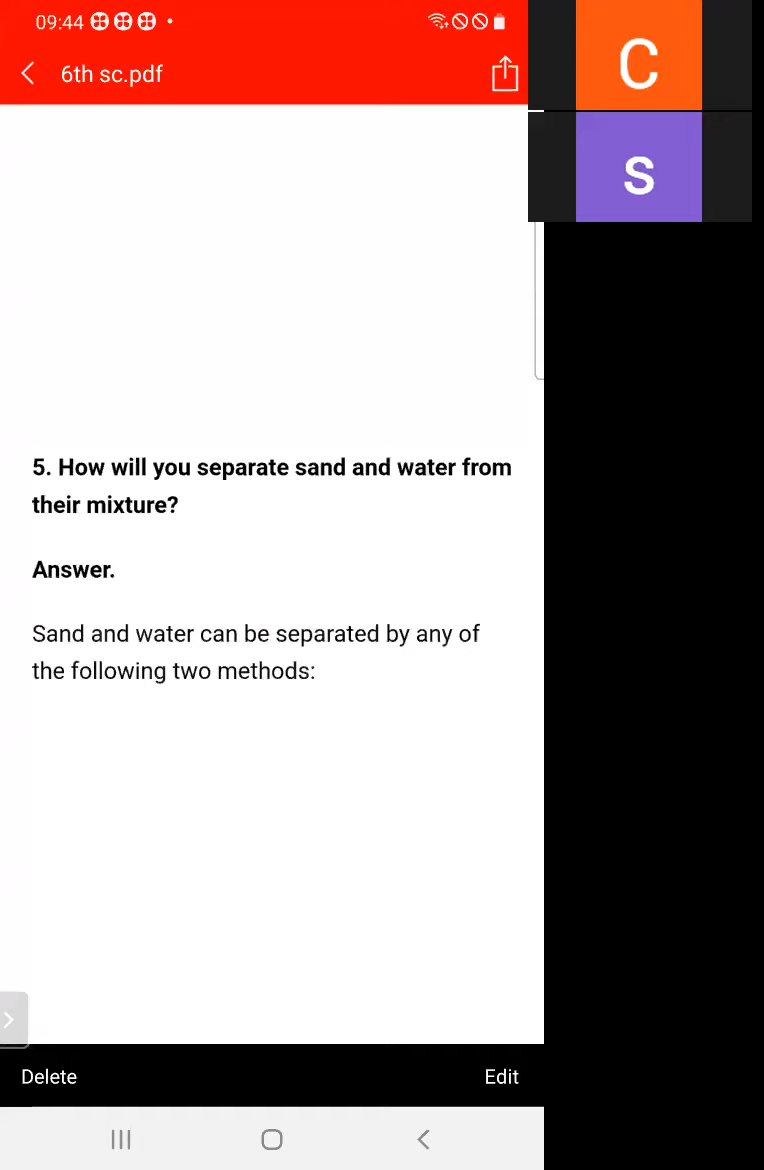 09:44
6th sc.pdf
C
S
5. How will you separate sand and water from
their mixture?
Answer.
Sand and water can be separated by any of
the following two methods:
Delete
Edit